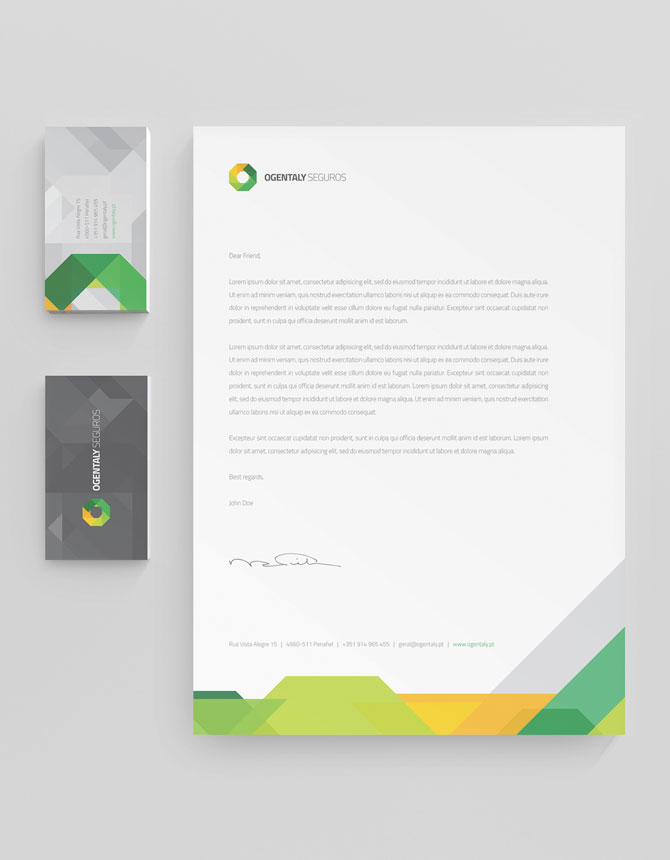 Rua Vista Alegre 15
4560-511 Penafiel
+351 914 965 455
geral@ogentaly.pt
www.ogentaly.pt
OGENTALY SEGUROS
OGENTALY SEGUROS
Dear Friend,
Lorem ipsum dolor sit amet, consectetur adipisicing elit, sed do eiusmod tempor incididunt ut labore et dolore magna aliqua.
Ut enim ad minim veniam, quis nostrud exercitation ullamco laboris nisi ut aliquip ex ea commodo consequat. Duis aute irure
dolor in reprehenderit in voluptate velit esse cillum dolore eu fugiat nulla pariatur. Excepteur sint occaecat cupidatat non
proident, sunt in culpa qui officia deserunt mollit anim id est laborum.
Lorem ipsum dolor sit amet, consectetur adipisicing elit, sed do eiusmod tempor incididunt ut labore et dolore magna aliqua.
Ut enim ad minim veniam, quis nostrud exercitation ullamco laboris nisi ut aliquip ex ea commodo consequat. Duis aute irure
dolor in reprehenderit in voluptate velit esse cillum dolore eu fugiat nulla pariatur. Excepteur sint occaecat cupidatat non
proident, sunt in culpa qui officia deserunt mollit anim id est laborum. Lorem ipsum dolor sit amet, consectetur adipisicing
elit, sed do eiusmod tempor incididunt ut labore et dolore magna aliqua. Ut enim ad minim veniam, quis nostrud exercitation
ullamco laboris nisi ut aliquip ex ea commodo consequat.
Excepteur sint occaecat cupidatat non proident, sunt in culpa qui officia deserunt mollit anim id est laborum. Lorem ipsum
dolor sit amet, consectetur adipisicing elit, sed do eiusmod tempor incididunt ut labore et dolore magna aliqua.
Best regards,
John Doe
Rua Vista Alegre 15 | 4560-511 Penafiel | +351 914 965 455 | geral@ogentaly.pt | www.ogentaly.pt